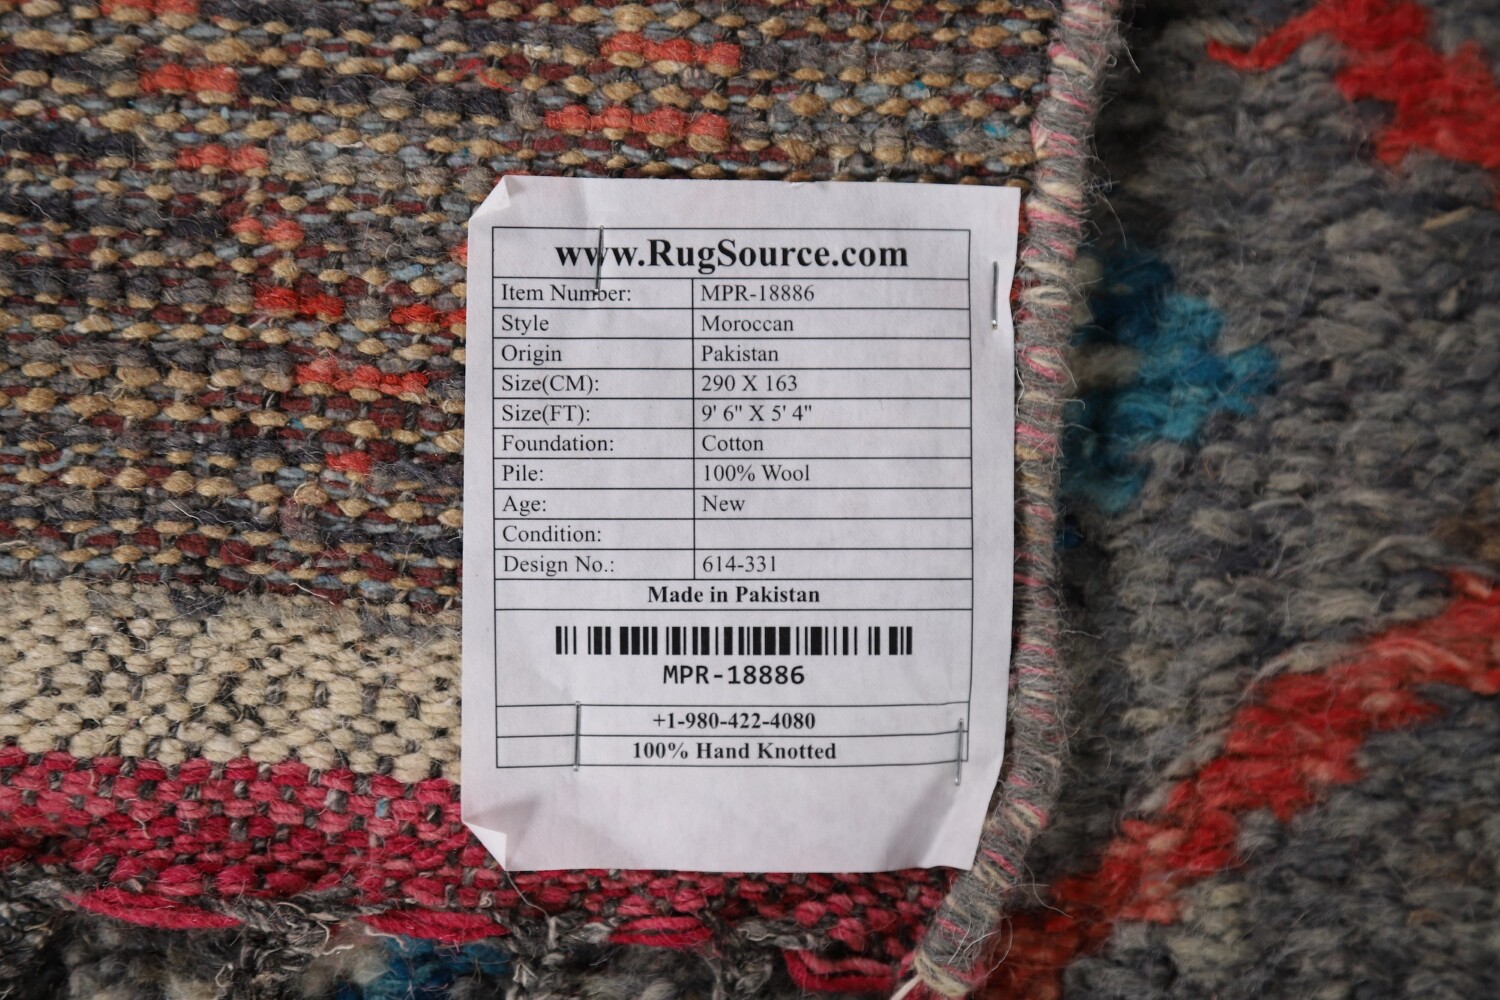 www.RugSource.com
Item Number: MPR-18886
Style Moroccan
Origin Pakistan
Size(CM): 290 X 163
Size(FT): 9' 6" X 5' 4"
Foundation: Cotton
Pile: 100% Wool
Age: New
Condition:
Design No.: 614-331
Made in Pakistan
MPR-18886
+1-980-422-4080
100% Hand Knotted